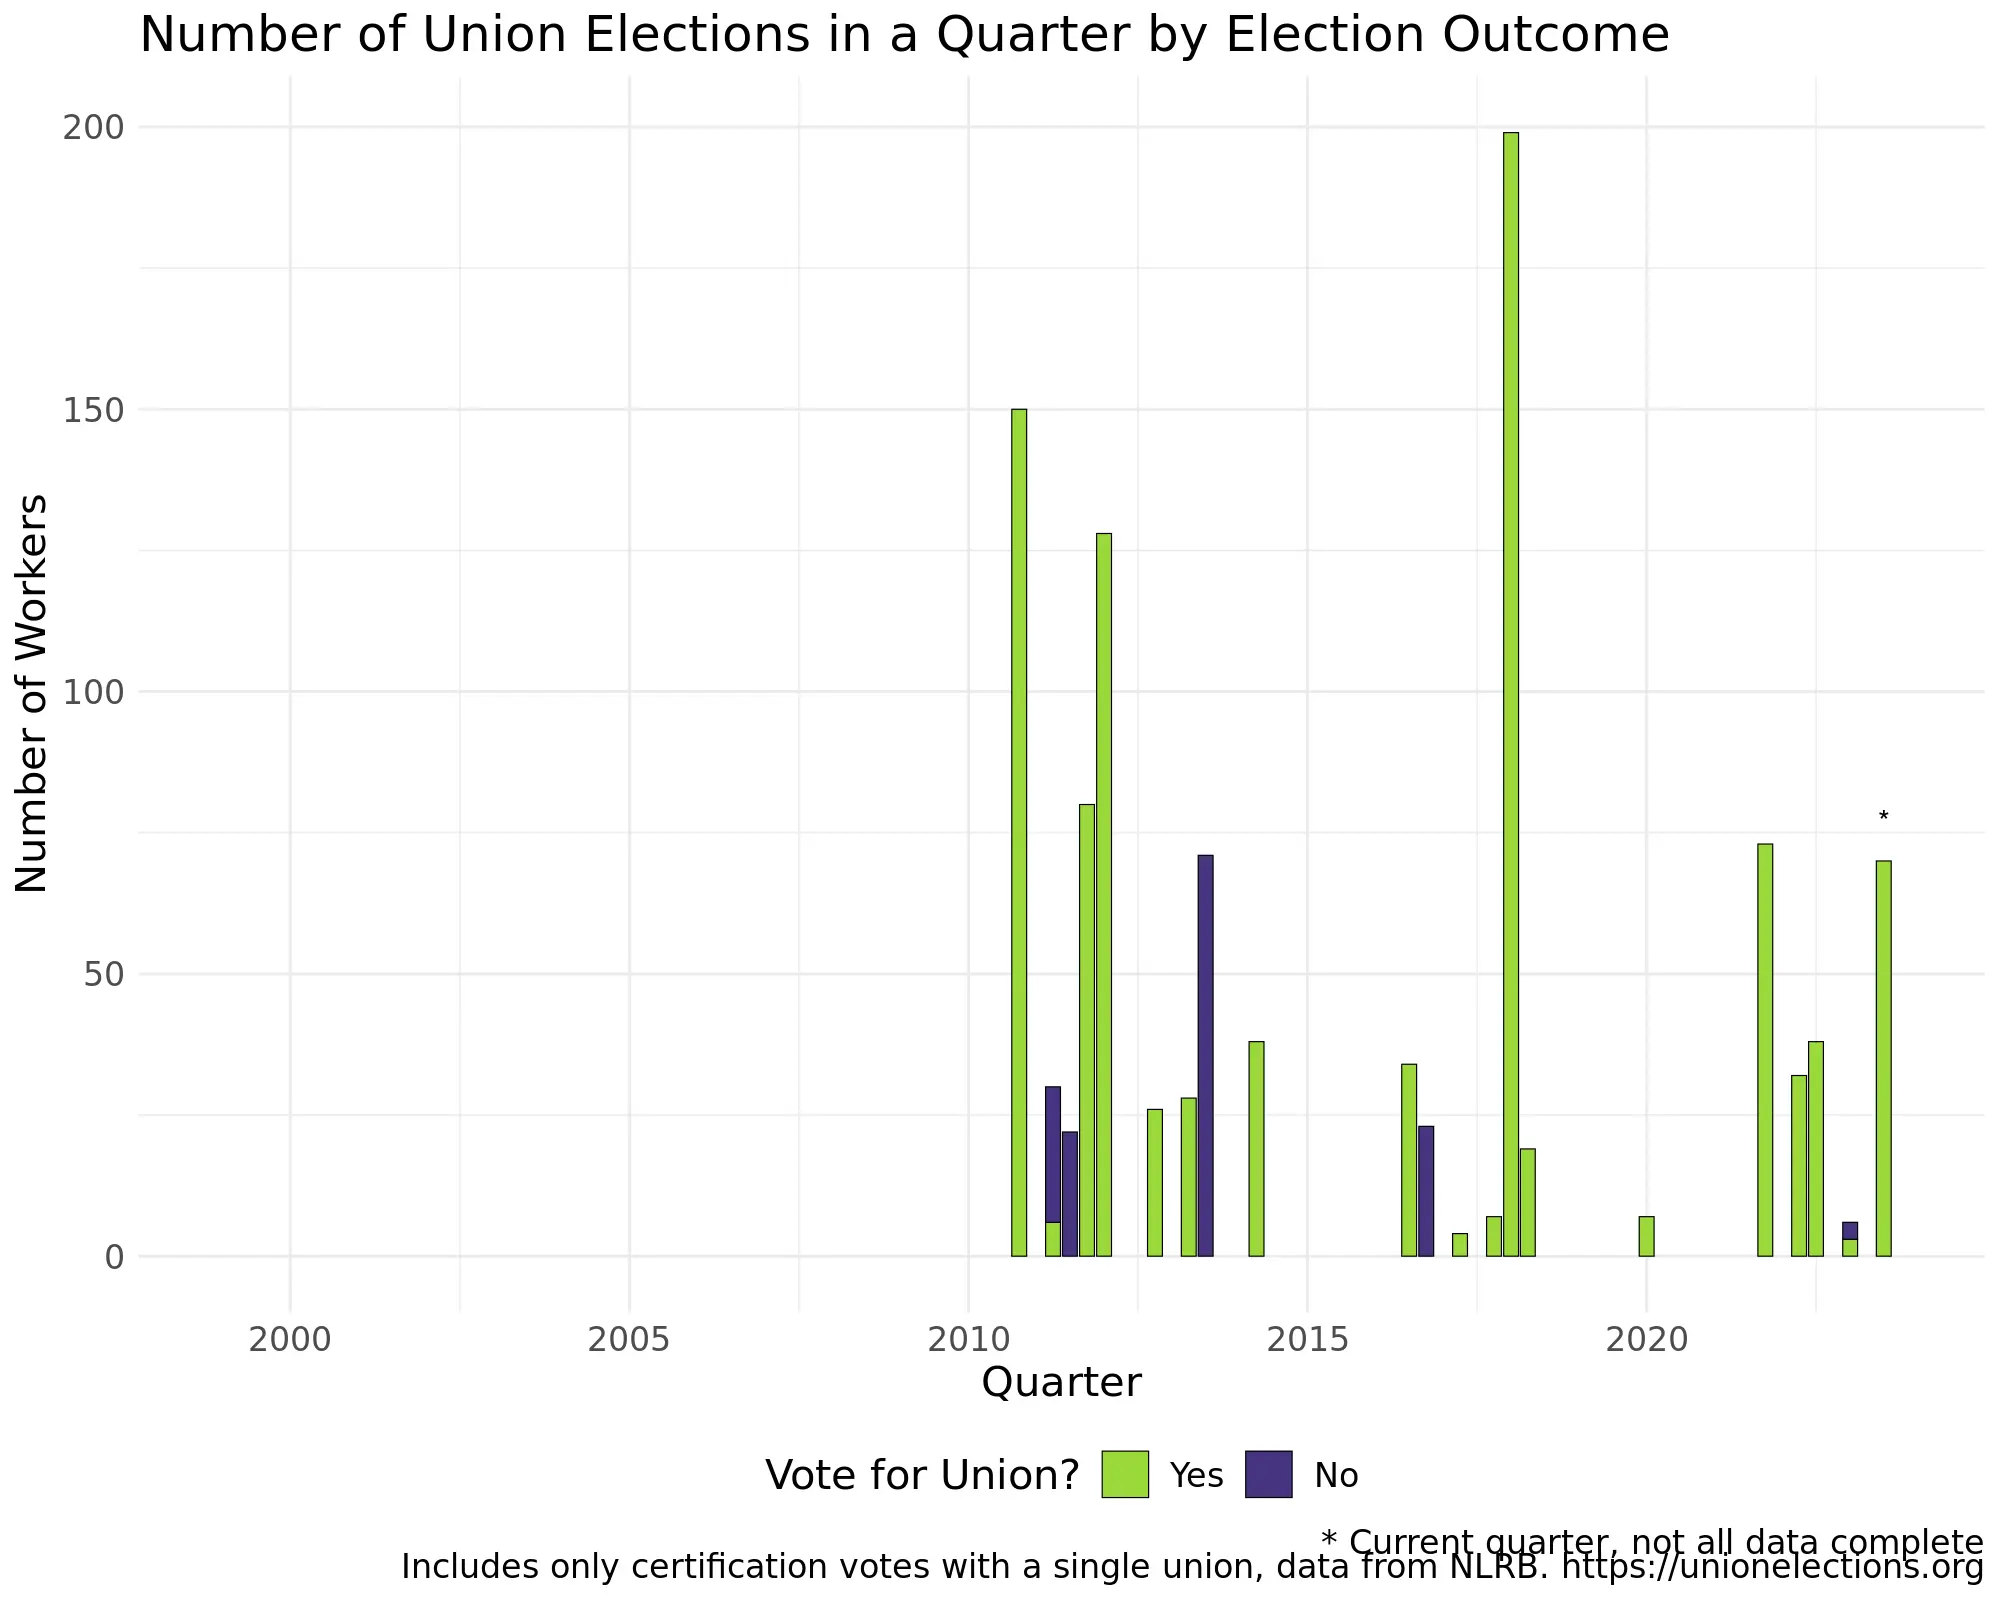 Number of Union Elections in a Quarter by Election Outcome
200
150
100
50
0
Number of Workers
*
2000 2005 2010 2015 2020
Quarter
Vote for Union? Yes No
* Current quarter, not all data complete
Includes only certification votes with a single union, data from NLRB. https://unionelections.org